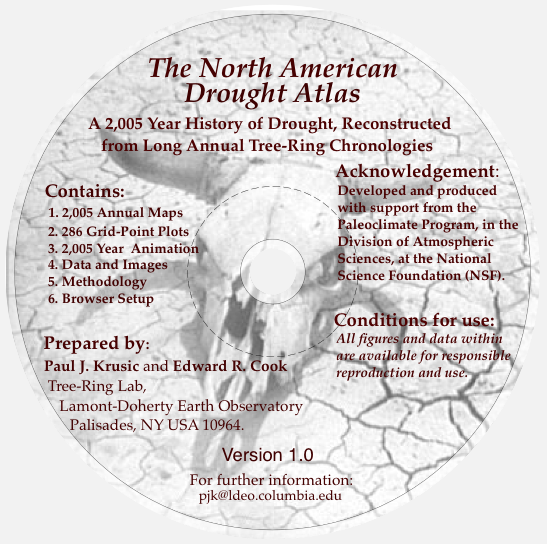 The North American
Drought Atlas
A 2,005 Year History of Drought, Reconstructed
from Long Annual Tree-Ring Chronologies
Contains:
1. 2,005 Annual Maps
2. 286 Grid-Point Plots
3. 2,005 Year Animation
4. Data and Images
5. Methodology
6. Browser Setup
Acknowledgement:
Developed and produced
with support from the
Paleoclimate Program, in the
Division of Atmospheric
Sciences, at the National
Science Foundation (NSF).
Conditions for use:
All figures and data within
are available for responsible
reproduction and use.
Prepared by:
Paul J. Krusic and Edward R. Cook
Tree-Ring Lab,
Lamont-Doherty Earth Observatory
Palisades, NY USA 10964.
Version 1.0
For further information:
pjk@ldeo.columbia.edu